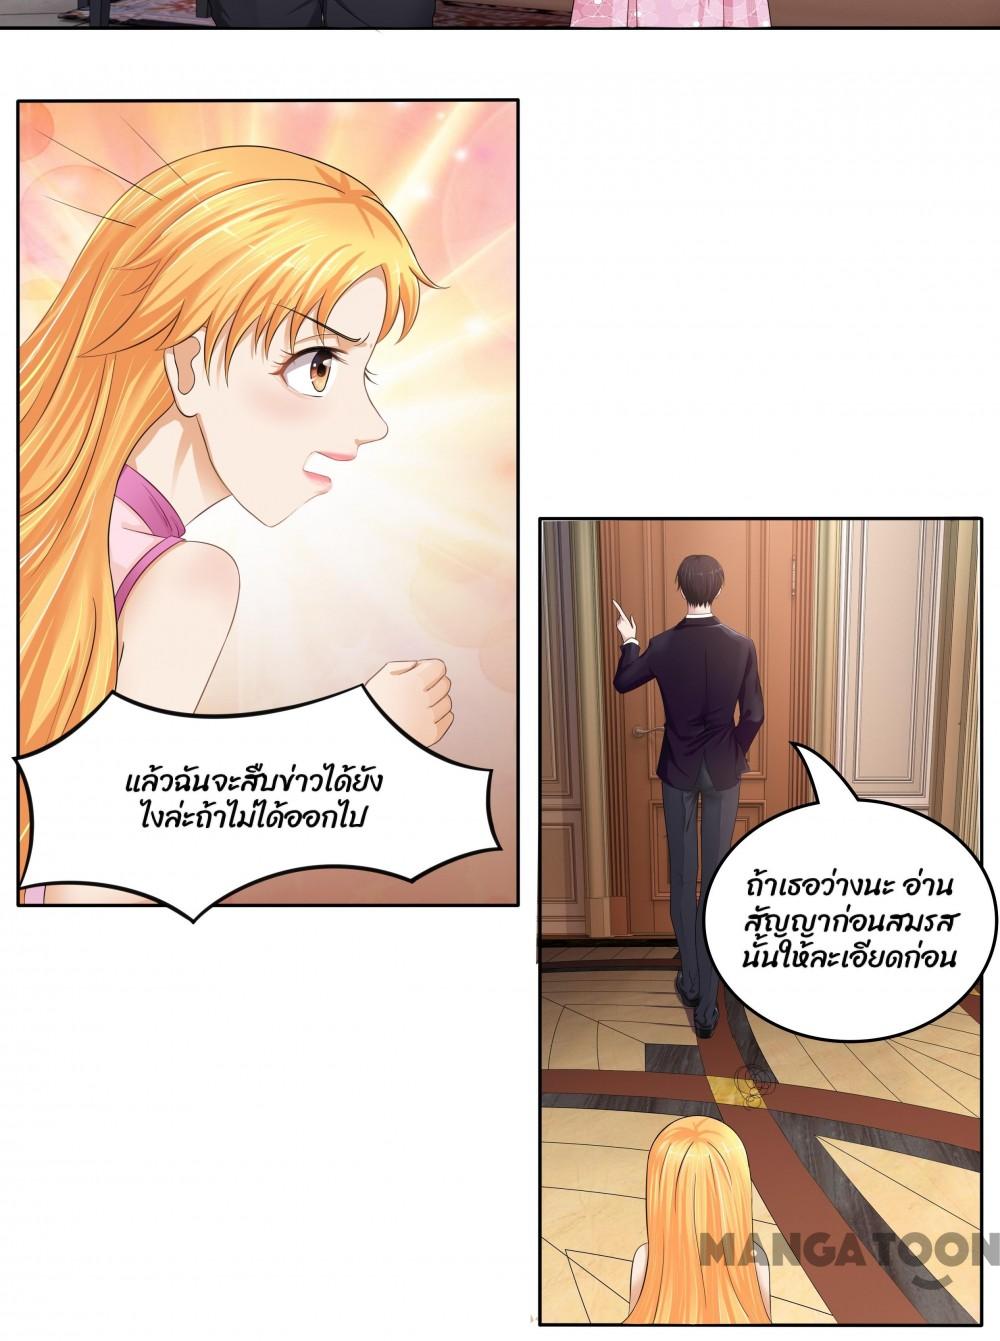 แล้วฉันจะสืบข่าวได้ยัง
ไงล่ะถ้าไม่ได้ออกไป
ถ้าเธอว่างนะ อ่าน
สัญญาก่อนสมรส
นั้นให้ละเอียดก่อน
MANGATOON